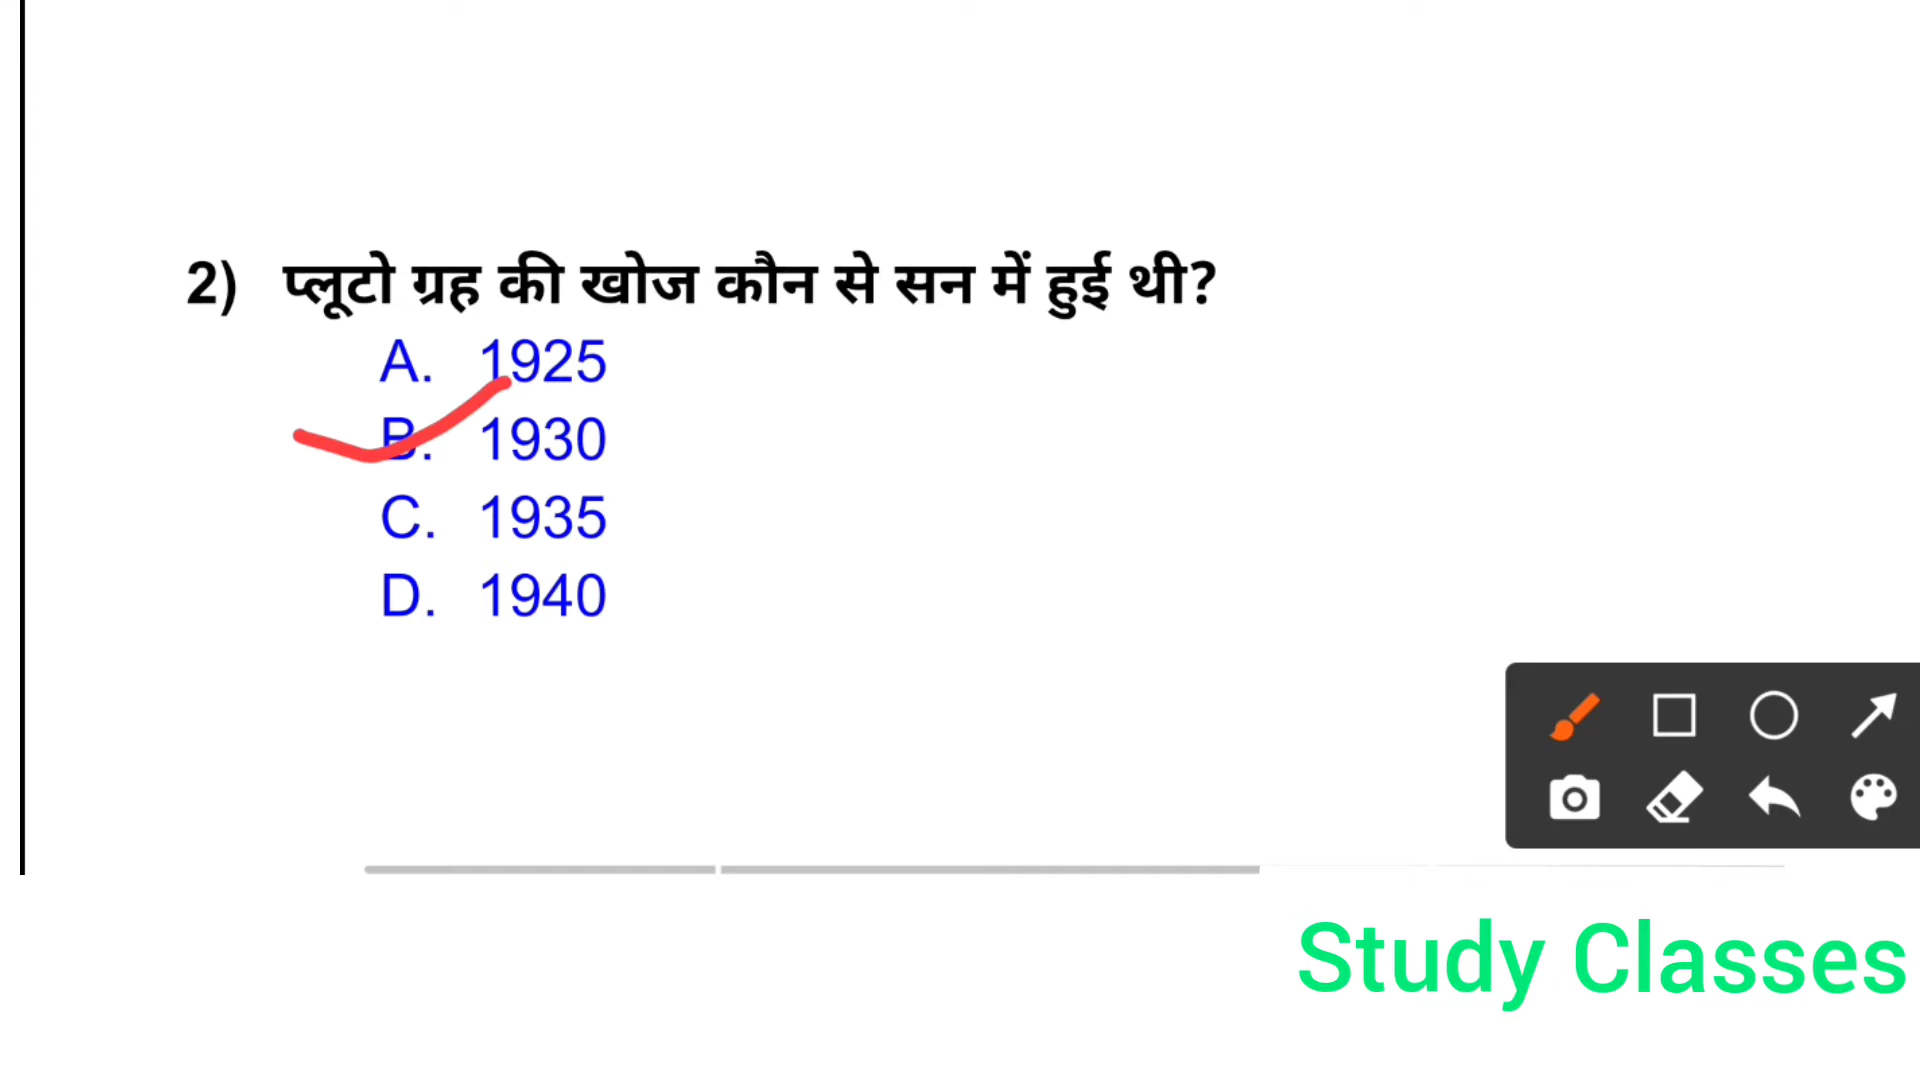 2) प्लूटो ग्रह की खोज कौन से सन में हुई थी?
A. 1925
B. 1930
C. 1935
D. 1940
Study Classes